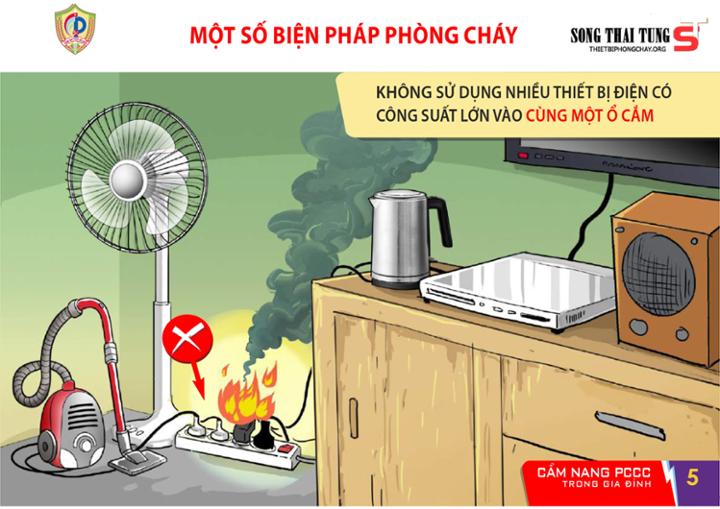 MỘT SỐ BIỆN PHÁP PHÒNG CHÁY
SONG THAI TUNG
THIETBIPHONGCHAY.ORG
ST
KHÔNG SỬ DỤNG NHIỀU THIẾT BỊ ĐIỆN CÓ
CÔNG SUẤT LỚN VÀO CÙNG MỘT Ổ CẮM
CẨM NANG PCCC
TRONG GIA ĐÌNH
5